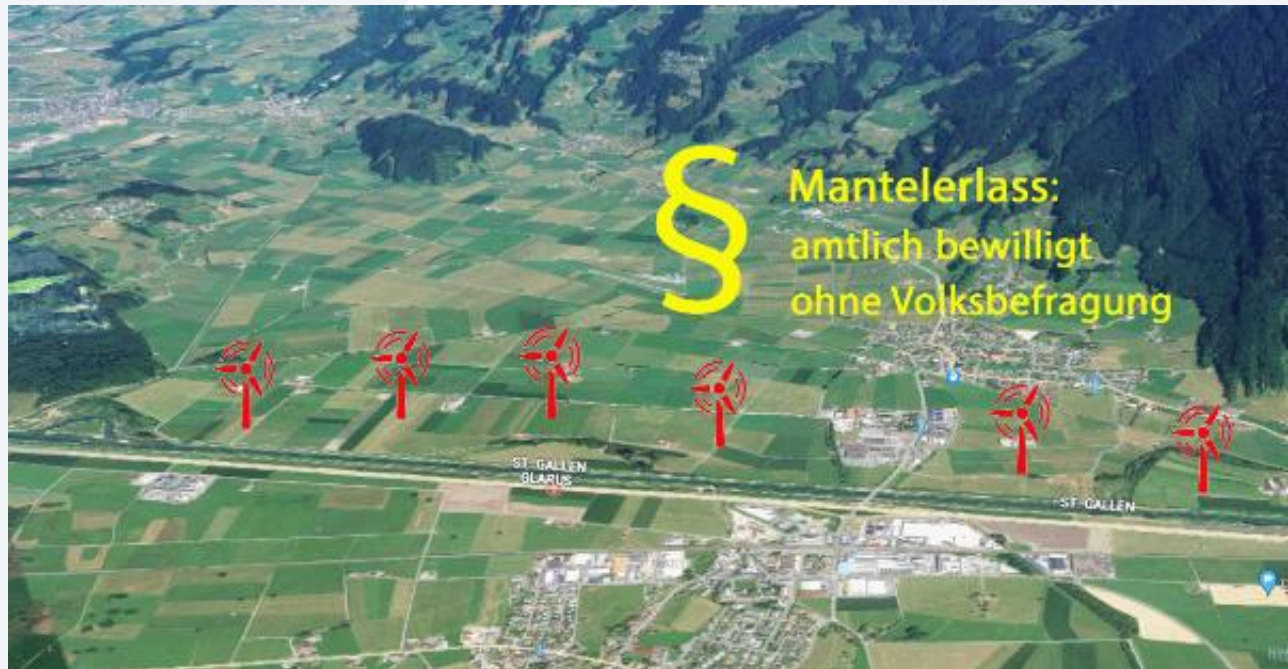 §
Mantelerlass:
amtlich bewilligt
ohne Volksbefragung
ST. GALLEN
GLARUS
ST. GALLEN